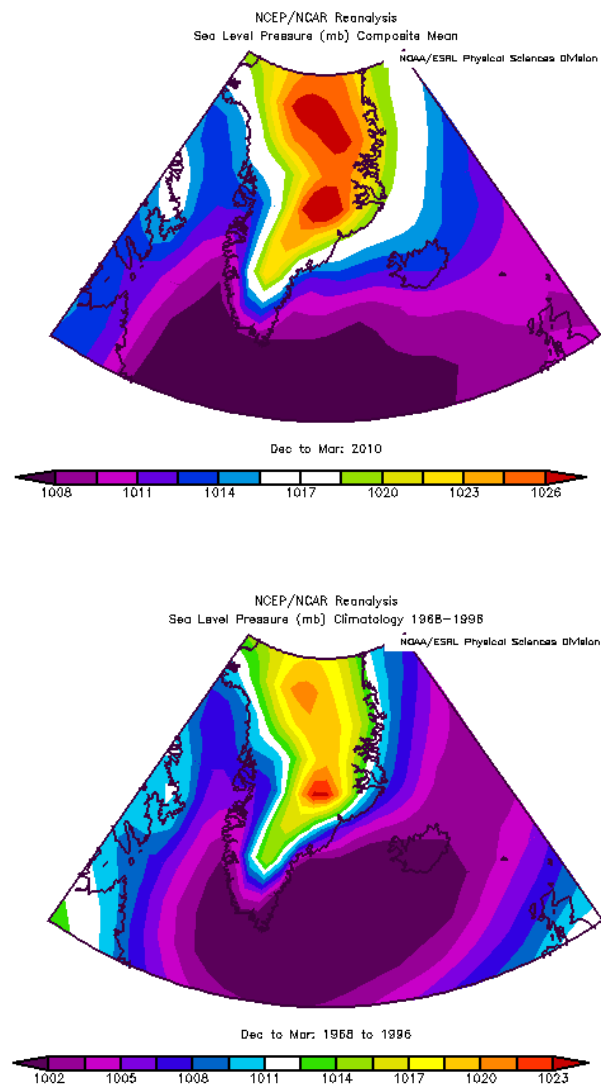 NCEP/NCAR Reanalysis
Sea Level Pressure (mb) Composite Mean
NOAA/ESRL Physical Sciences Division
Dec to Mar: 2010
1008 1011 1014 1017 1020 1023 1026
NCEP/NCAR Reanalysis
Sea Level Pressure (mb) Climatology 1968-1996
NOAA/ESRL Physical Sciences Division
Dec to Mar: 1968 to 1996
1002 1005 1008 1011 1014 1017 1020 1023